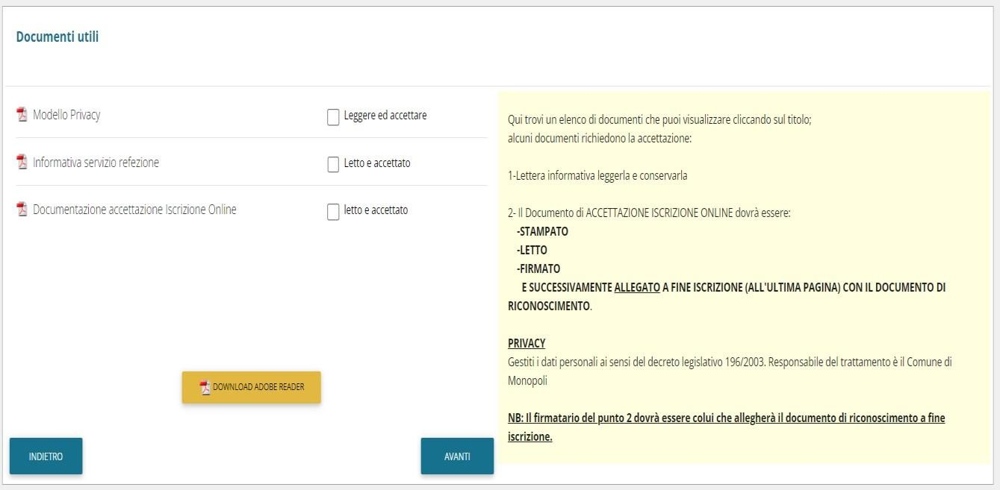 Documenti utili
Modello Privacy
Leggere ed accettare
Informativa servizio refezione
Letto e accettato
Documentazione accettazione Iscrizione Online
letto e accettato
DOWNLOAD ADOBE READER
INDIETRO
AVANTI
Qui trovi un elenco di documenti che puoi visualizzare cliccando sul titolo;
alcuni documenti richiedono la accettazione:
1-Lettera informativa leggerla e conservarla
2- Il Documento di ACCETTAZIONE ISCRIZIONE ONLINE dovrà essere:
-STAMPATO
-LETTO
-FIRMATO
E SUCCESSIVAMENTE ALLEGATO A FINE ISCRIZIONE (ALL'ULTIMA PAGINA) CON IL DOCUMENTO DI
RICONOSCIMENTO.
PRIVACY
Gestiti i dati personali ai sensi del decreto legislativo 196/2003. Responsabile del trattamento è il Comune di
Monopoli
NB: Il firmatario del punto 2 dovrà essere colui che allegherà il documento di riconoscimento a fine
iscrizione.